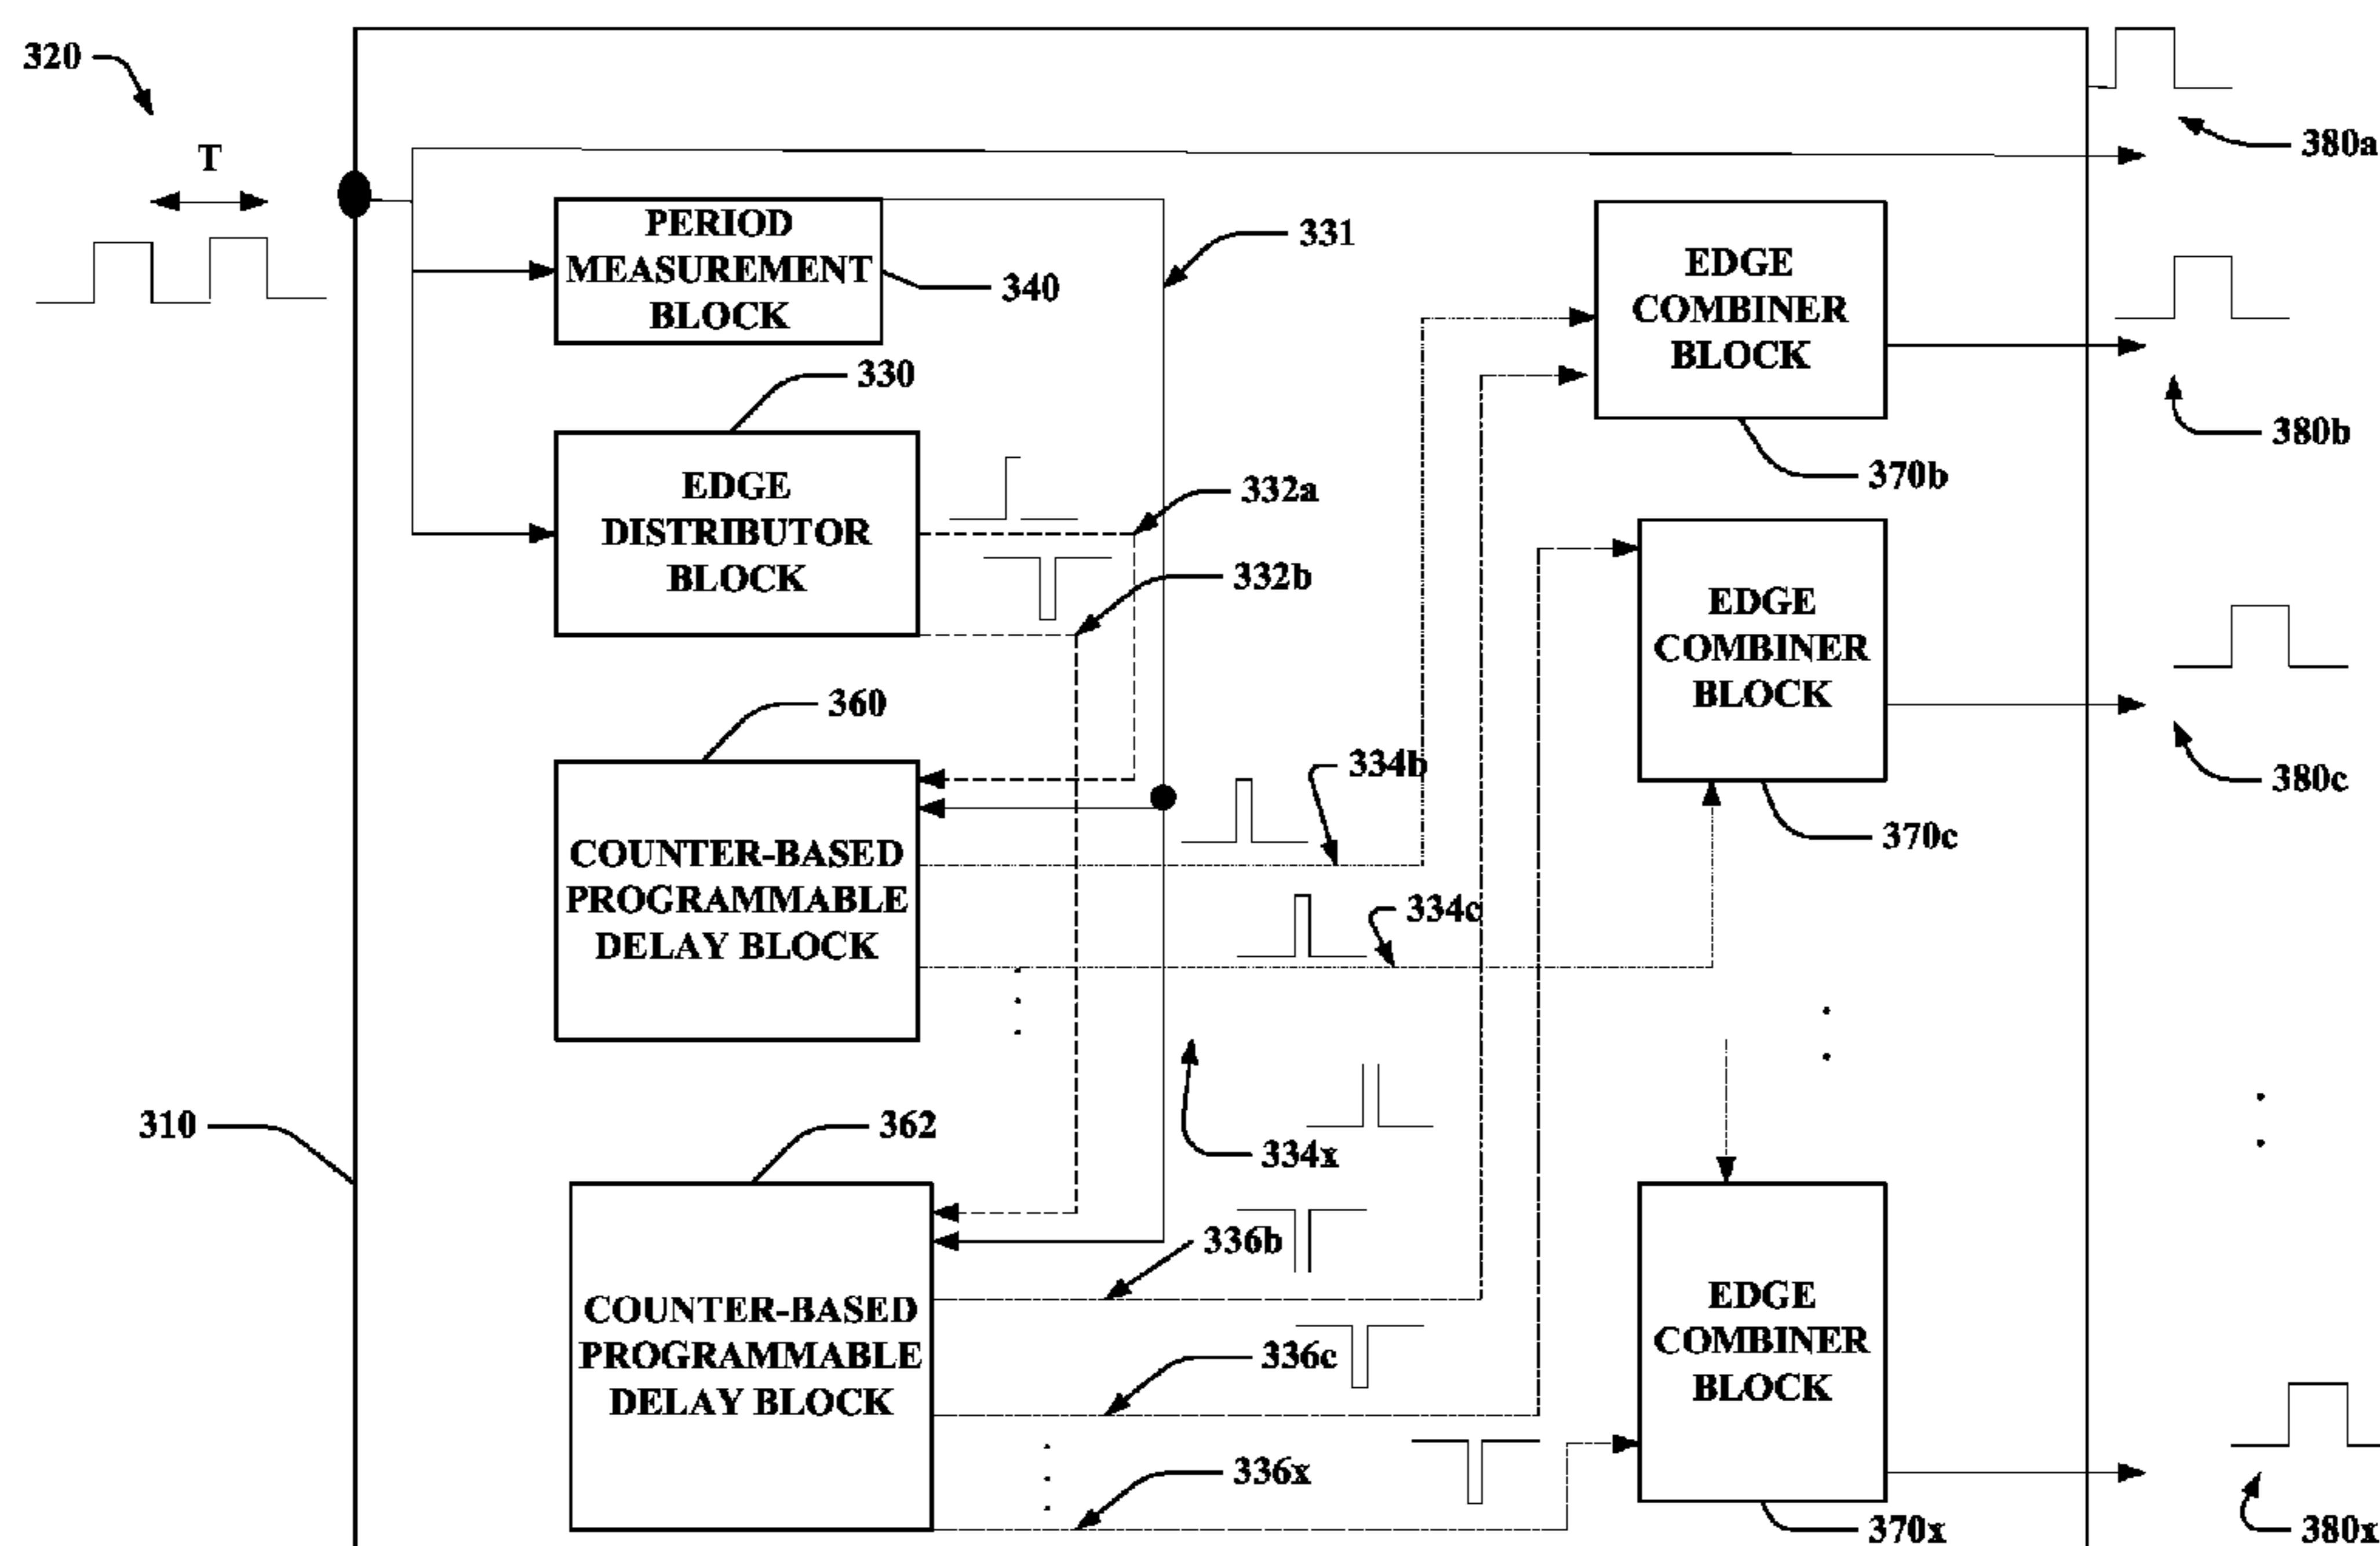 320
T
380a
PERIOD
MEASUREMENT
BLOCK
340
331
EDGE
COMBINER
BLOCK
380b
370b
330
EDGE
DISTRIBUTOR
BLOCK
332a
332b
EDGE
COMBINER
BLOCK
380c
370c
360
COUNTER-BASED
PROGRAMMABLE
DELAY BLOCK
334b
334c
334x
310
362
COUNTER-BASED
PROGRAMMABLE
DELAY BLOCK
336b
336c
336x
EDGE
COMBINER
BLOCK
370x
380x